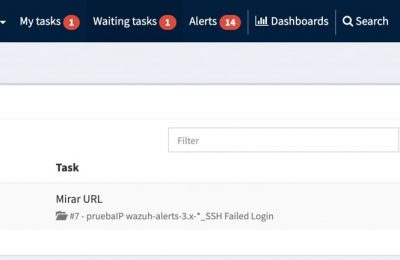 My tasks 1 Waiting tasks 1 Alerts 14 Dashboards Search
Filter
Task
Mirar URL
#7 - pruebaIP wazuh-alerts-3.x-*_SSH Failed Login